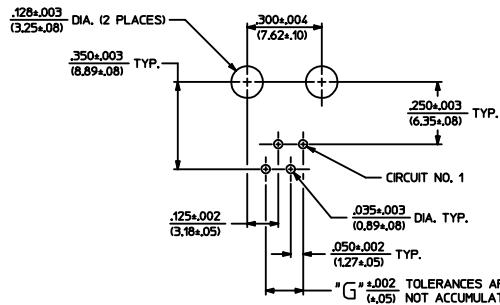 .128±.003 DIA. (2 PLACES)
(3.25±.08)
.300±.004
(7.62±.10)
.350±.003 TYP.
(8.89±.08)
.250±.003 TYP.
(6.35±.08)
CIRCUIT NO. 1
.125±.002
(3.18±.05)
.035±.003 DIA. TYP.
(0.89±.08)
.050±.002 TYP.
(1.27±.05)
"G" ±.002 TOLERANCES
(±.05) NOT